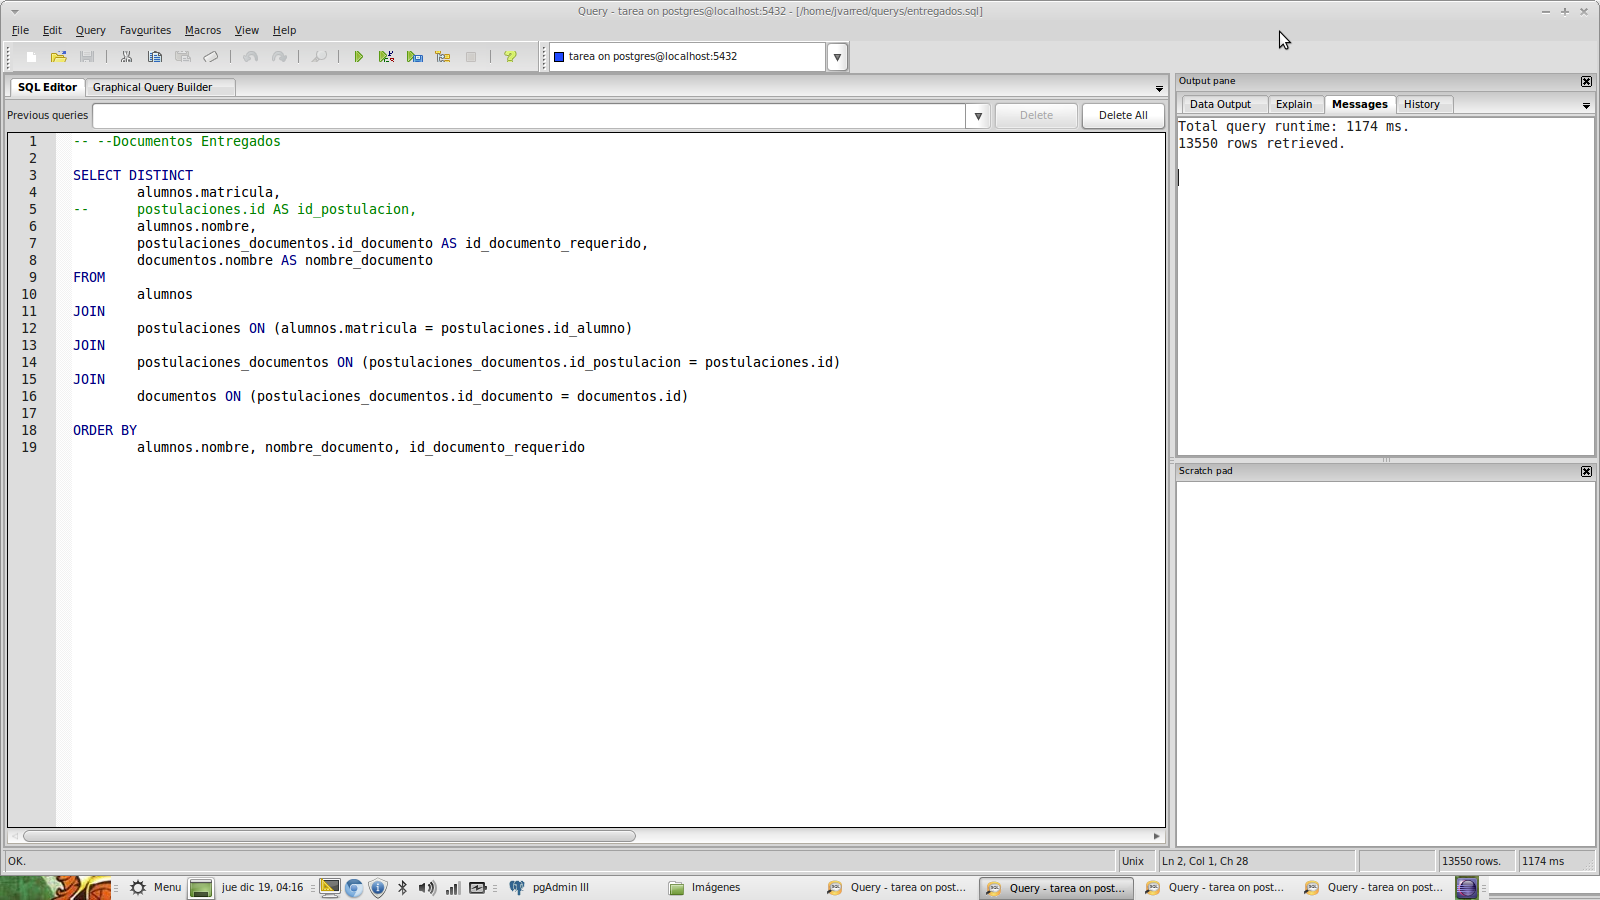 Query - tarea on postgres@localhost:5432 - [/home/jvarred/querys/entregados.sql]
File Edit Query Favourites Macros View Help
tarea on postgres@localhost:5432
SQL Editor Graphical Query Builder
Previous queries Delete Delete All
1 -- --Documentos Entregados
2
3 SELECT DISTINCT
4 alumnos.matricula,
5 -- postulaciones.id AS id_postulacion,
6 alumnos.nombre,
7 postulaciones_documentos.id_documento AS id_documento_requerido,
8 documentos.nombre AS nombre_documento
9 FROM
10 alumnos
11 JOIN
12 postulaciones ON (alumnos.matricula = postulaciones.id_alumno)
13 JOIN
14 postulaciones_documentos ON (postulaciones_documentos.id_postulacion = postulaciones.id)
15 JOIN
16 documentos ON (postulaciones_documentos.id_documento = documentos.id)
17
18 ORDER BY
19 alumnos.nombre, nombre_documento, id_documento_requerido
Output pane
Data Output Explain Messages History
Total query runtime: 1174 ms.
13550 rows retrieved.
Scratch pad
OK. Unix Ln 2, Col 1, Ch 28 13550 rows. 1174 ms
Menu jue dic 19, 04:16 pgAdmin III Imágenes Query - tarea on post... Query - tarea on post... Query - tarea on post... Query - tarea on post...